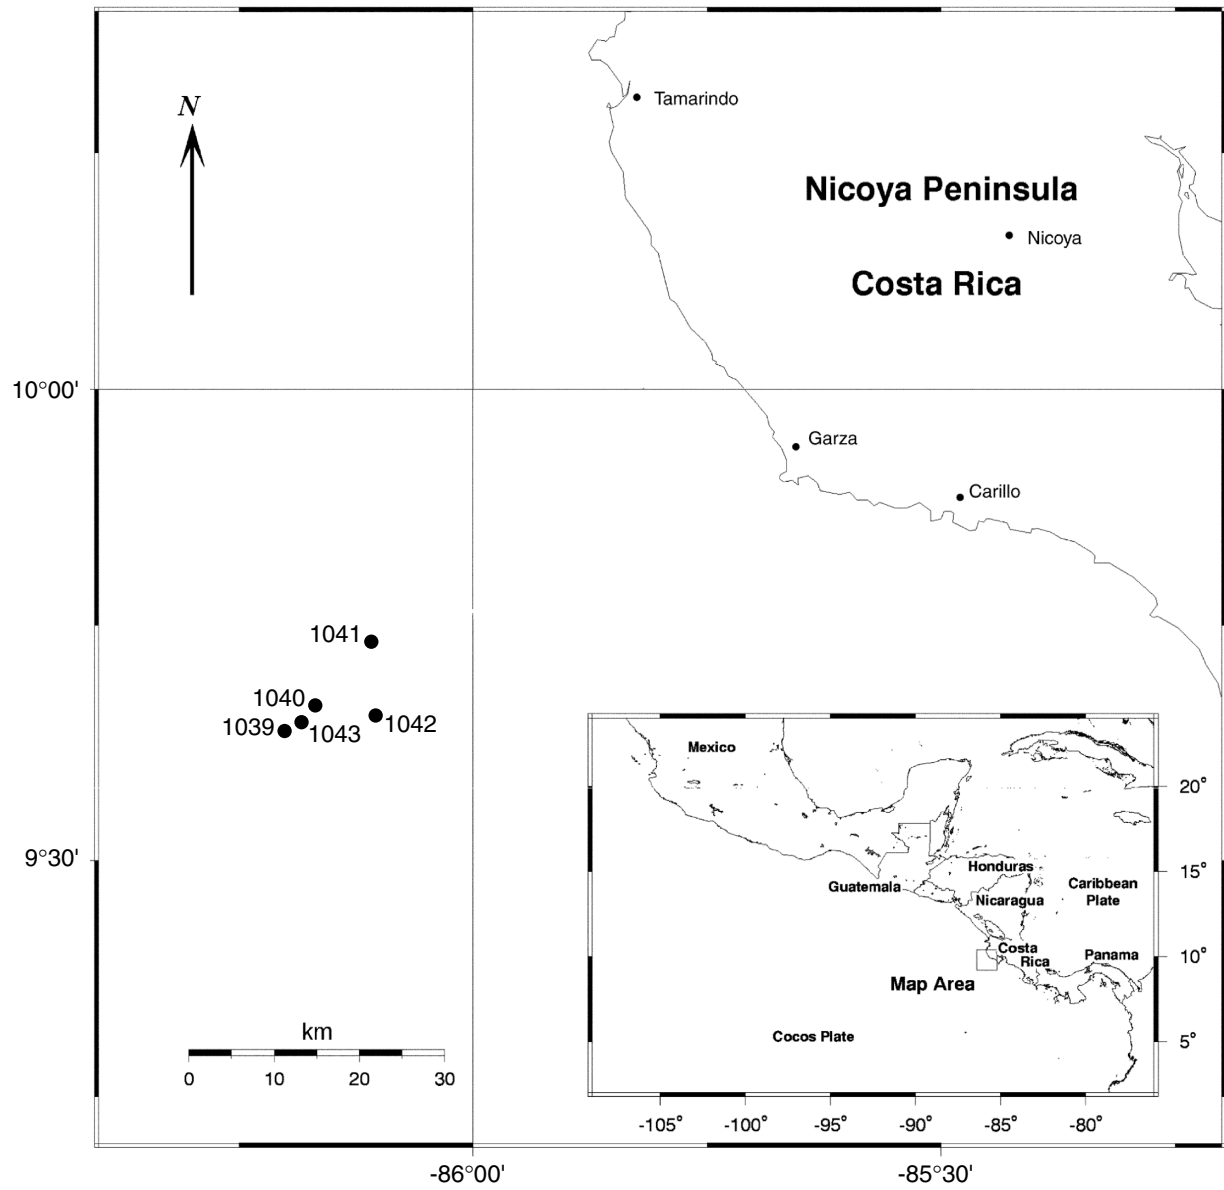 N
Tamarindo
Nicoya Peninsula
Nicoya
Costa Rica
10°00'
Garza
Carillo
1041
1040
1039
1043
1042
9°30'
km
0 10 20 30
Mexico
20°
Honduras
15°
Guatemala
Caribbean
Plate
Nicaragua
Costa
Rica
Panama
10°
Map Area
Cocos Plate
5°
-105° -100° -95° -90° -85° -80°
-86°00' -85°30'